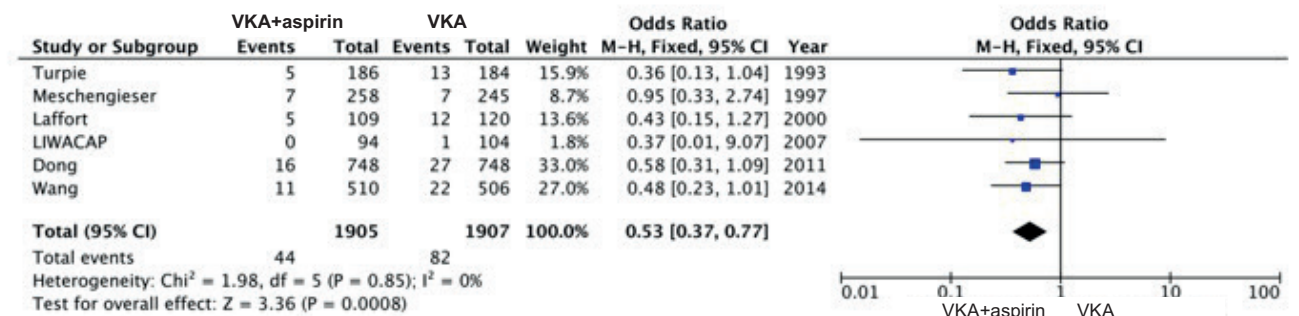 VKA+aspirin VKA Odds Ratio Odds Ratio
Study or Subgroup Events Total Events Total Weight M-H, Fixed, 95% CI Year M-H, Fixed, 95% CI
Turpie 5 186 13 184 15.9% 0.36 [0.13, 1.04] 1993
Meschengieser 7 258 7 245 8.7% 0.95 [0.33, 2.74] 1997
Laffort 5 109 12 120 13.6% 0.43 [0.15, 1.27] 2000
LIWACAP 0 94 1 104 1.8% 0.37 [0.01, 9.07] 2007
Dong 16 748 27 748 33.0% 0.58 [0.31, 1.09] 2011
Wang 11 510 22 506 27.0% 0.48 [0.23, 1.01] 2014
Total (95% CI) 1905 1907 100.0% 0.53 [0.37, 0.77]
Total events 44 82
Heterogeneity: Chi² = 1.98, df = 5 (P = 0.85); I² = 0%
Test for overall effect: Z = 3.36 (P = 0.0008)
0.01 0.1 1 10 100
VKA+aspirin VKA